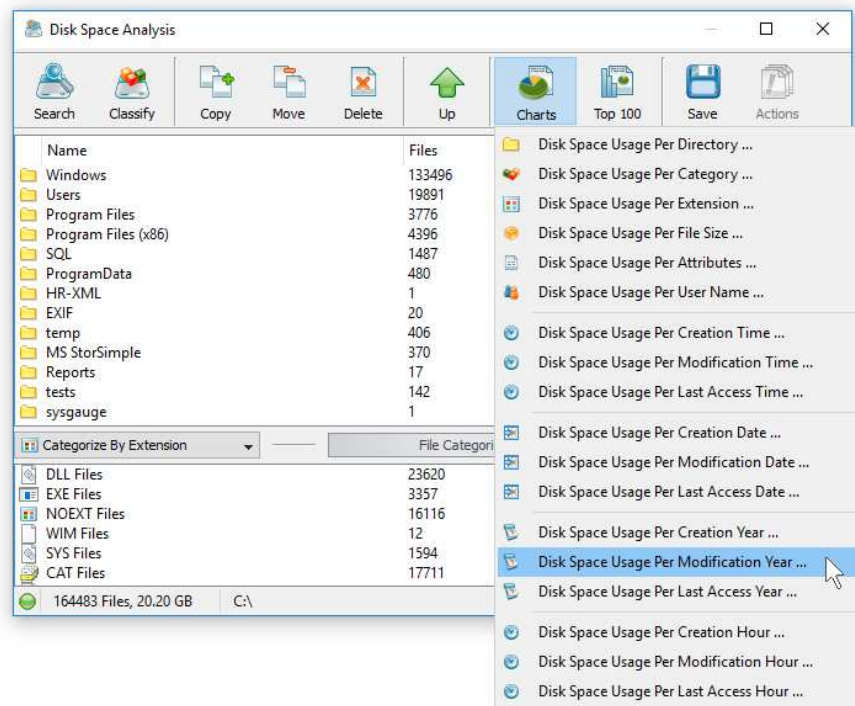 Disk Space Analysis
Search Classify Copy Move Delete Up Charts Top 100 Save Actions
Name Files
Windows 133496
Users 19891
Program Files 3776
Program Files (x86) 4396
SQL 1487
ProgramData 480
HR-XML 1
EXIF 20
temp 406
MS StorSimple 370
Reports 17
tests 142
sysgauge 1
Categorize By Extension File Categori
DLL Files 23620
EXE Files 3357
NOEXT Files 16116
WIM Files 12
SYS Files 1594
CAT Files 17711
164483 Files, 20.20 GB C:\
Disk Space Usage Per Directory ...
Disk Space Usage Per Category ...
Disk Space Usage Per Extension ...
Disk Space Usage Per File Size ...
Disk Space Usage Per Attributes ...
Disk Space Usage Per User Name ...
Disk Space Usage Per Creation Time ...
Disk Space Usage Per Modification Time ...
Disk Space Usage Per Last Access Time ...
Disk Space Usage Per Creation Date ...
Disk Space Usage Per Modification Date ...
Disk Space Usage Per Last Access Date ...
Disk Space Usage Per Creation Year ...
Disk Space Usage Per Modification Year ...
Disk Space Usage Per Last Access Year ...
Disk Space Usage Per Creation Hour ...
Disk Space Usage Per Modification Hour ...
Disk Space Usage Per Last Access Hour ...